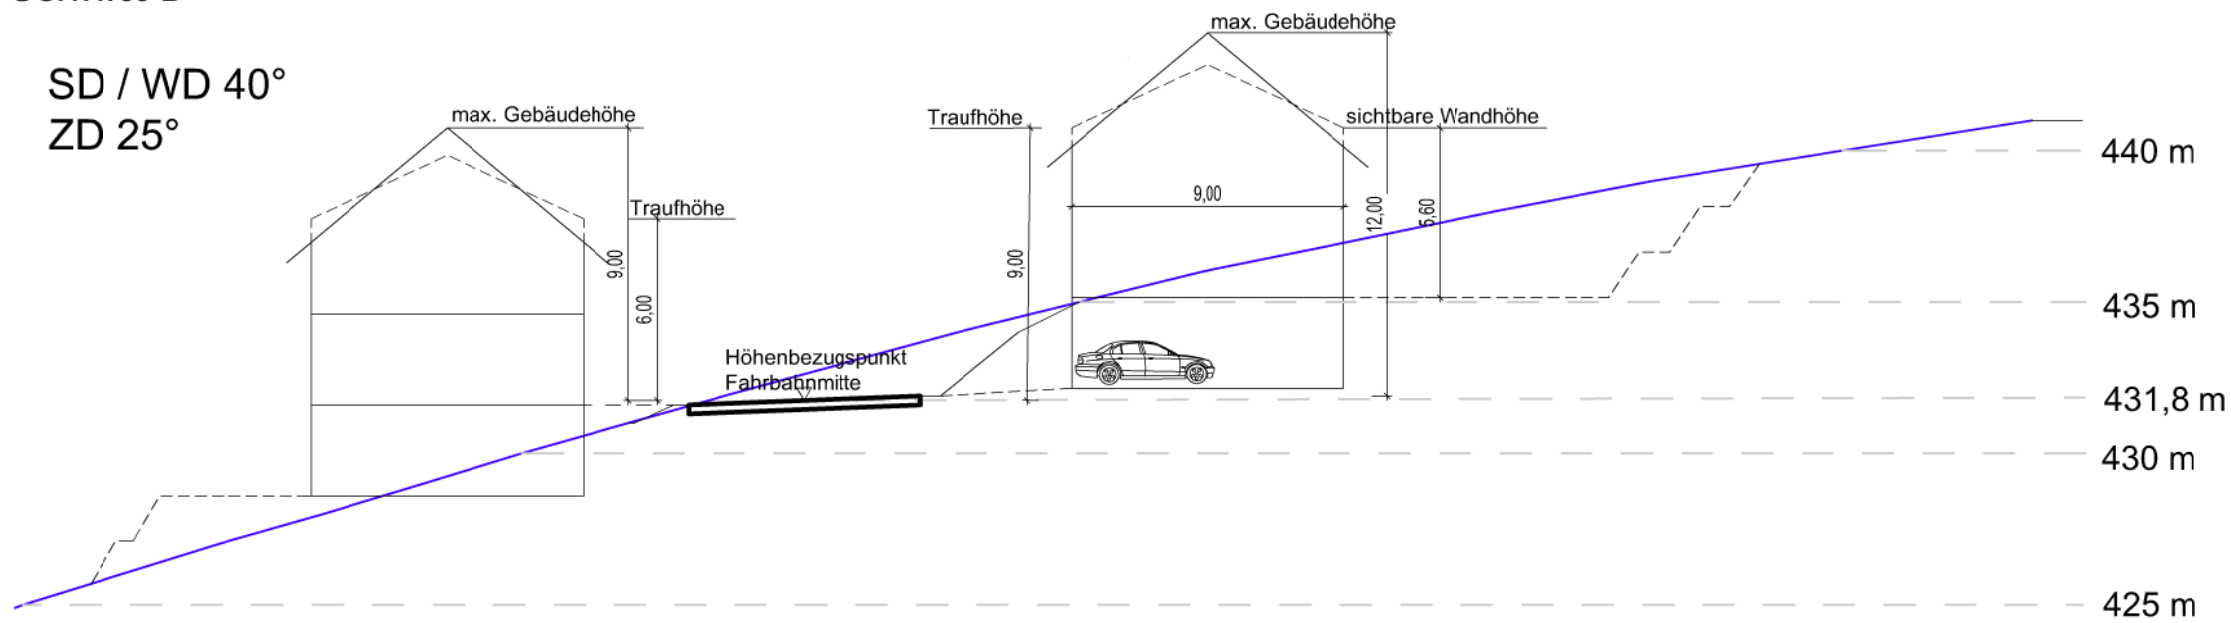 SD / WD 40°
ZD 25°
max. Gebäudehöhe
Traufhöhe
9,00
6,00
Höhenbezugspunkt
Fahrbahnmitte
max. Gebäudehöhe
Traufhöhe
sichtbare Wandhöhe
9,00
9,00
12,00
5,60
440 m
435 m
431,8 m
430 m
425 m